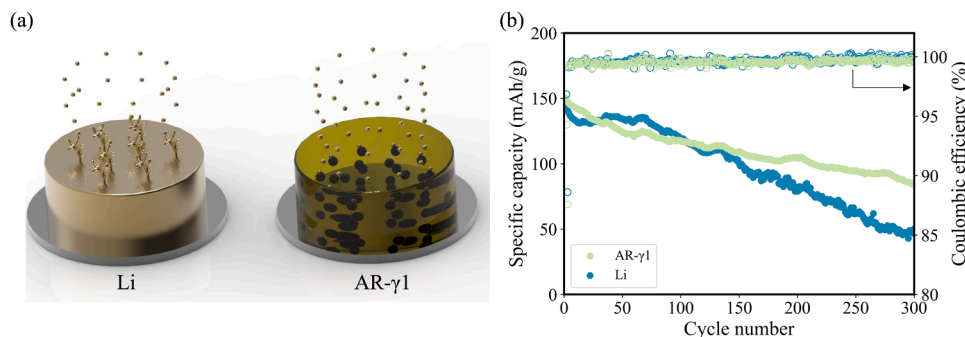 (a)
Li
AR-γ1
(b)
200
150
100
50
0
Specific capacity (mAh/g)
AR-γ1
Li
0
50
100
150
200
250
300
Cycle number
100
95
90
85
80
Coulombic efficiency (%)